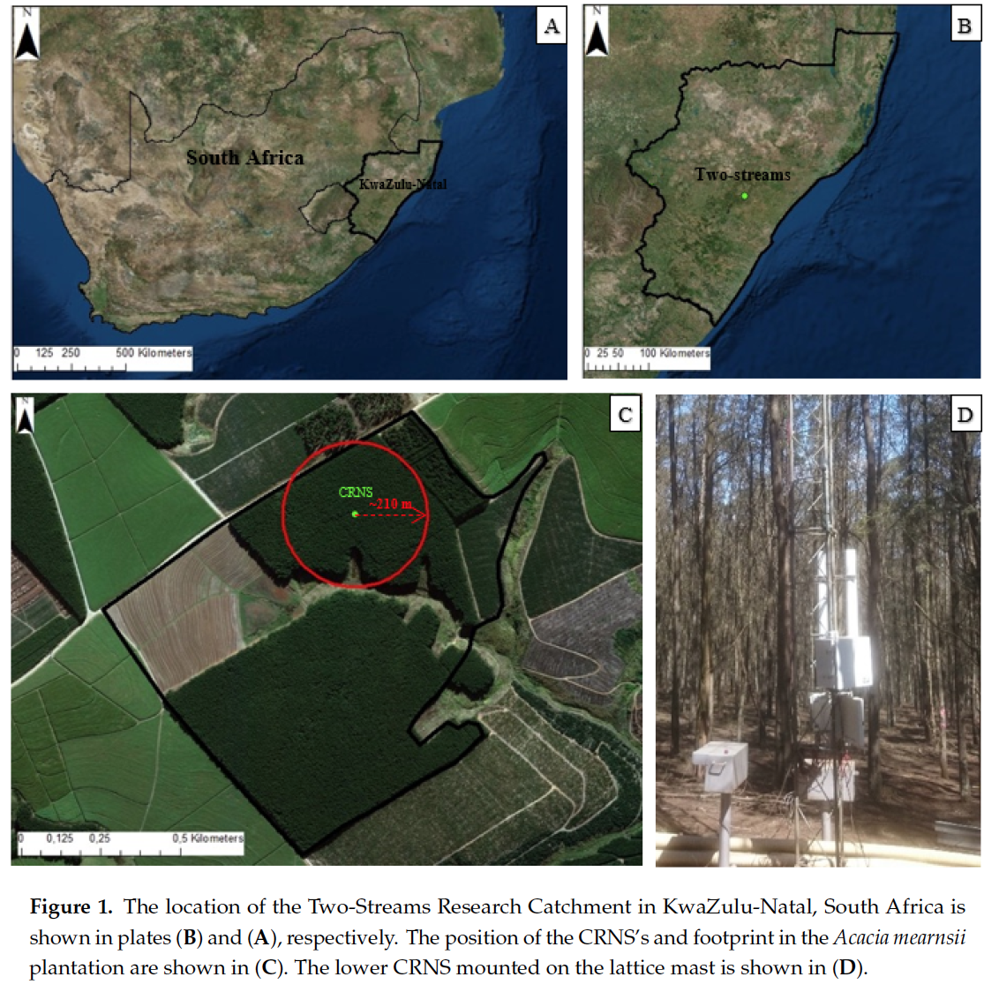 N
A
South Africa
KwaZulu-Natal
0 125 250 500 Kilometers
N
B
Two-streams
0 25 50 100 Kilometers
N
C
CRNS
~210 m
0 0,125 0,25 0,5 Kilometers
D
Figure 1. The location of the Two-Streams Research Catchment in KwaZulu-Natal, South Africa is
shown in plates (B) and (A), respectively. The position of the CRNS's and footprint in the Acacia mearnsii
plantation are shown in (C). The lower CRNS mounted on the lattice mast is shown in (D).